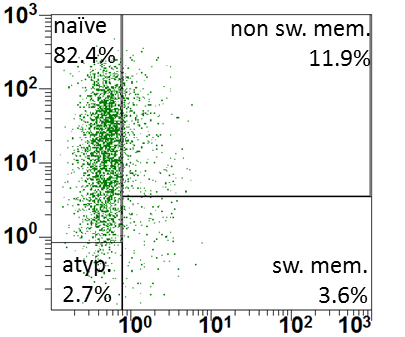 10³
naïve
82.4%
non sw. mem.
11.9%
10²
10¹
10⁰
atyp.
2.7%
sw. mem.
3.6%
10⁰ 10¹ 10² 10³